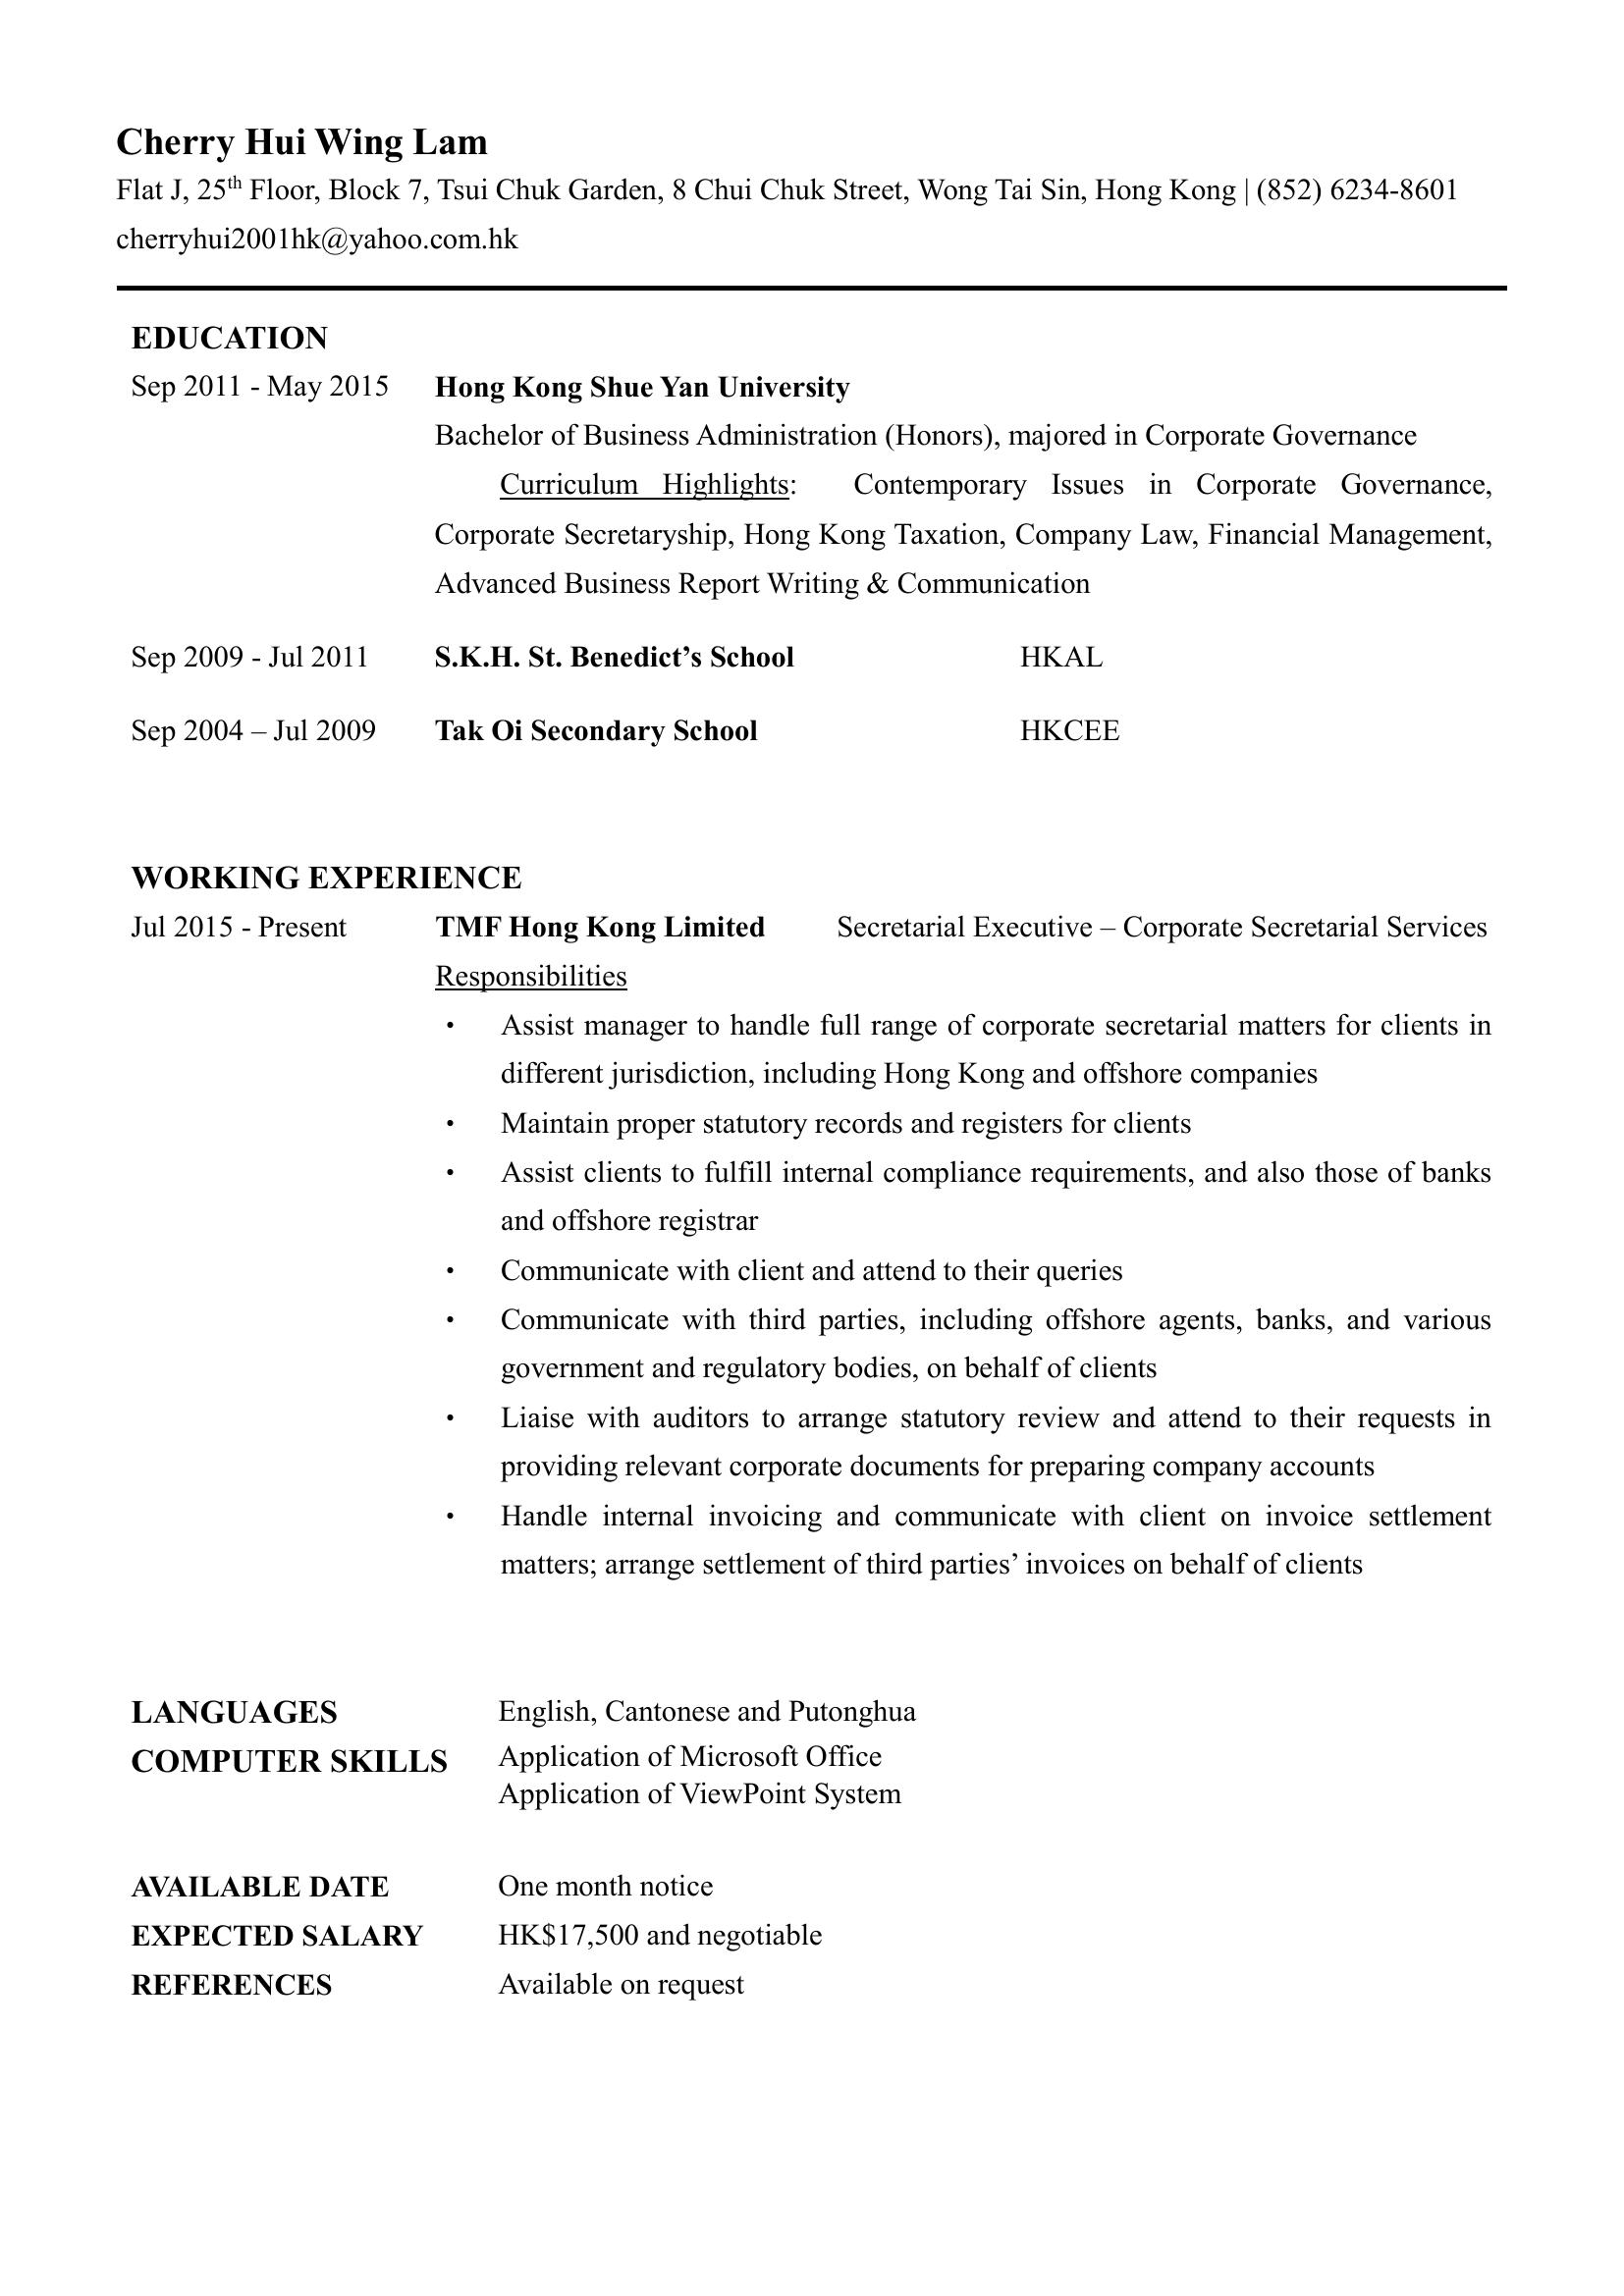 Cherry Hui Wing Lam
Flat J, 25th Floor, Block 7, Tsui Chuk Garden, 8 Chui Chuk Street, Wong Tai Sin, Hong Kong | (852) 6234-8601
cherryhui2001hk@yahoo.com.hk
EDUCATION
Sep 2011 - May 2015 Hong Kong Shue Yan University
Bachelor of Business Administration (Honors), majored in Corporate Governance
Curriculum Highlights: Contemporary Issues in Corporate Governance,
Corporate Secretaryship, Hong Kong Taxation, Company Law, Financial Management,
Advanced Business Report Writing & Communication
Sep 2009 - Jul 2011 S.K.H. St. Benedict’s School HKAL
Sep 2004 – Jul 2009 Tak Oi Secondary School HKCEE
WORKING EXPERIENCE
Jul 2015 - Present TMF Hong Kong Limited Secretarial Executive – Corporate Secretarial Services
Responsibilities
• Assist manager to handle full range of corporate secretarial matters for clients in
different jurisdiction, including Hong Kong and offshore companies
• Maintain proper statutory records and registers for clients
• Assist clients to fulfill internal compliance requirements, and also those of banks
and offshore registrar
• Communicate with client and attend to their queries
• Communicate with third parties, including offshore agents, banks, and various
government and regulatory bodies, on behalf of clients
• Liaise with auditors to arrange statutory review and attend to their requests in
providing relevant corporate documents for preparing company accounts
• Handle internal invoicing and communicate with client on invoice settlement
matters; arrange settlement of third parties’ invoices on behalf of clients
LANGUAGES English, Cantonese and Putonghua
COMPUTER SKILLS Application of Microsoft Office
Application of ViewPoint System
AVAILABLE DATE One month notice
EXPECTED SALARY HK$17,500 and negotiable
REFERENCES Available on request